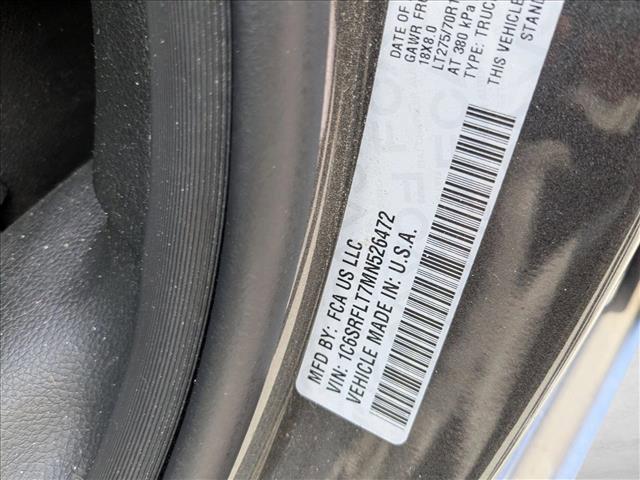 DATE OF
GAWR FR
18X8.0
LT275/70R1
AT 380 kPa
TYPE: TRUC
THIS VEHICLE
STAND
MFD BY: FCA US LLC
VIN: 1C6SRFLT7MN526472
VEHICLE MADE IN: U.S.A.